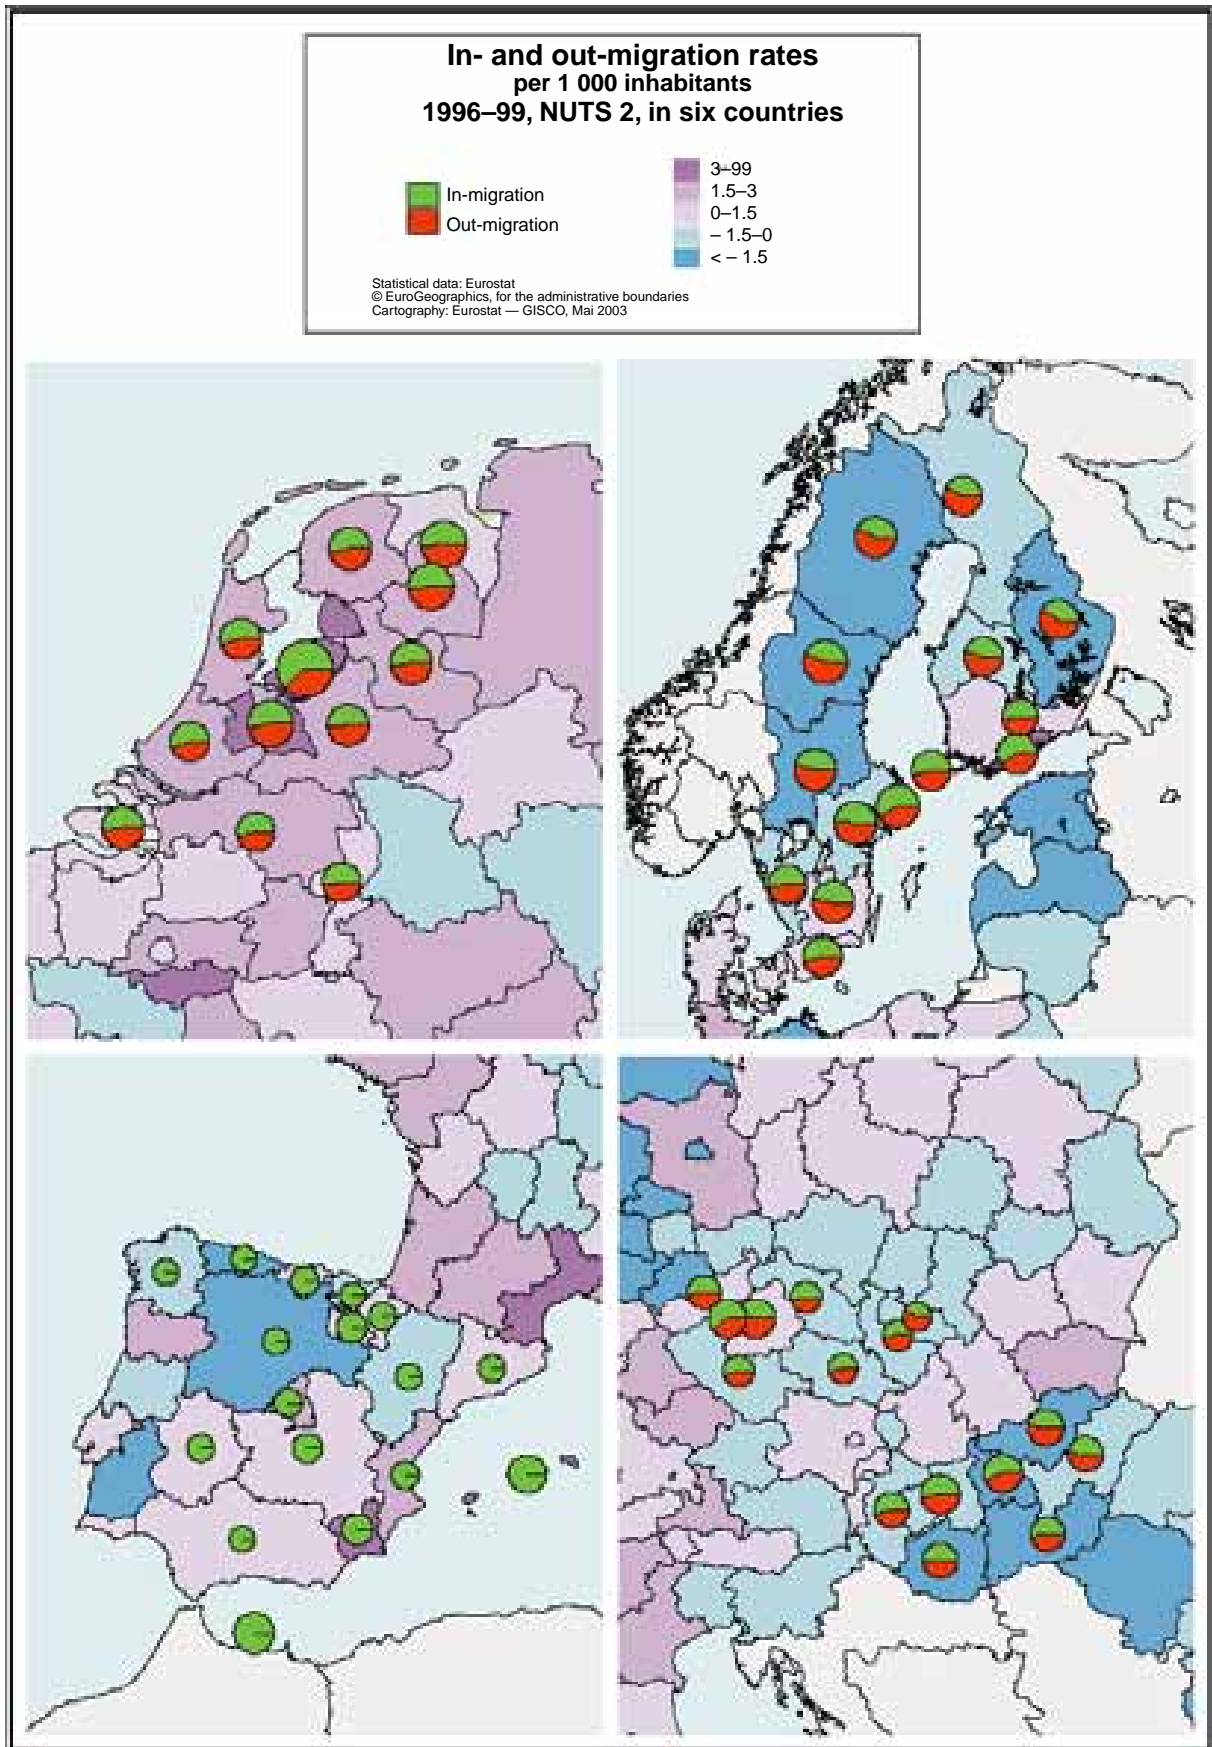 In- and out-migration rates
per 1 000 inhabitants
1996–99, NUTS 2, in six countries
In-migration
Out-migration
3–99
1.5–3
0–1.5
– 1.5–0
< – 1.5
Statistical data: Eurostat
© EuroGeographics, for the administrative boundaries
Cartography: Eurostat — GISCO, Mai 2003